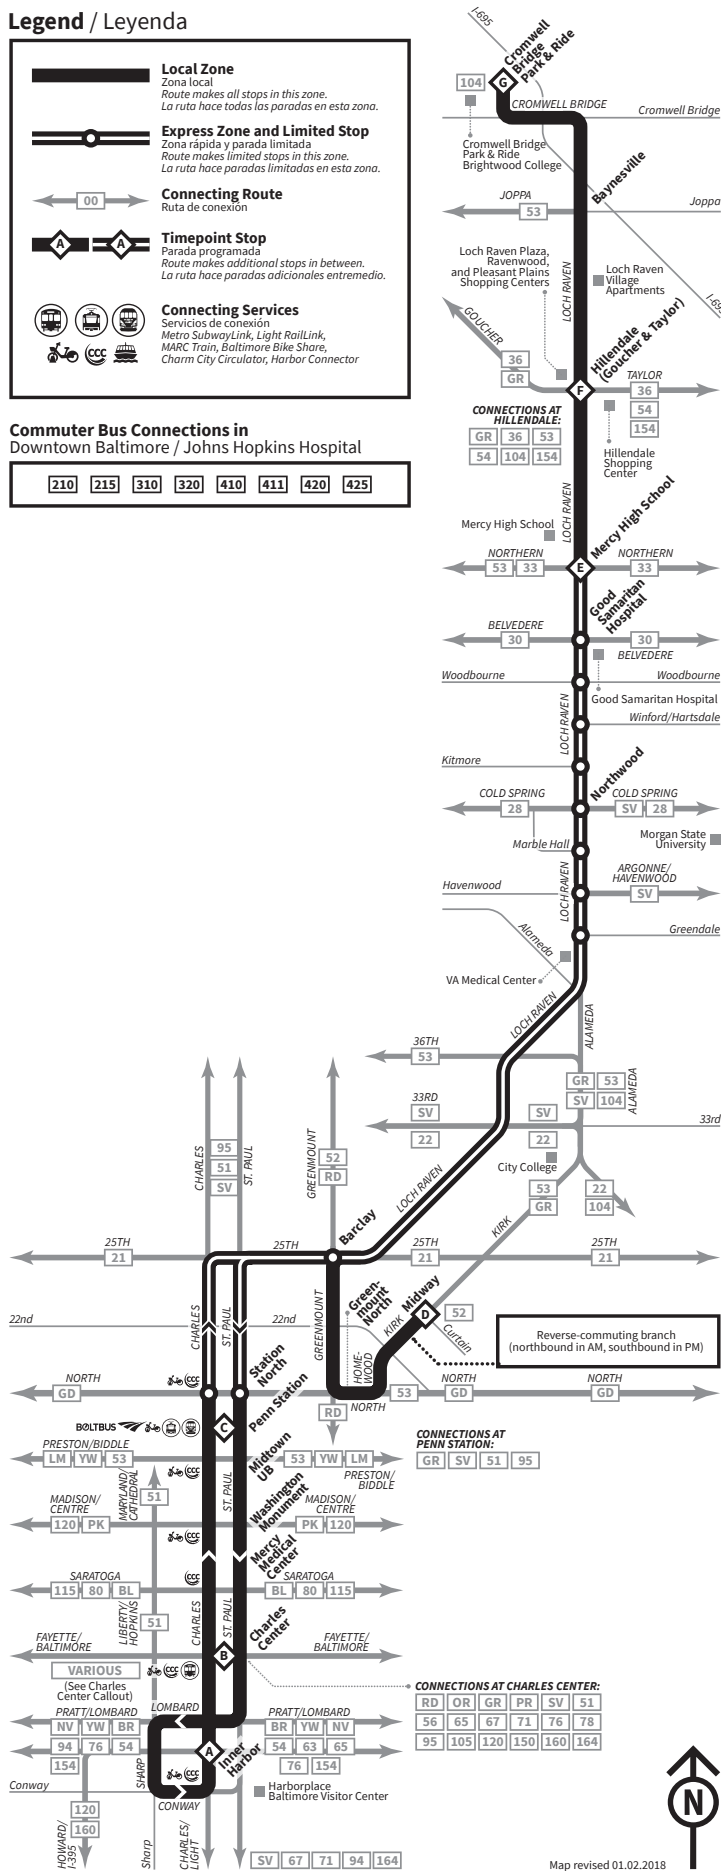 Legend / Leyenda
Local Zone
Zona local
Route makes all stops in this zone.
La ruta hace todas las paradas en esta zona.
Express Zone and Limited Stop
Zona rápida y parada limitada
Route makes limited stops in this zone.
La ruta hace paradas limitadas en esta zona.
00
Connecting Route
Ruta de conexión
A A
Timepoint Stop
Parada programada
Route makes additional stops in between.
La ruta hace paradas adicionales entremedio.
CCC
Connecting Services
Servicios de conexión
Metro SubwayLink, Light RailLink,
MARC Train, Baltimore Bike Share,
Charm City Circulator, Harbor Connector
Commuter Bus Connections in
Downtown Baltimore / Johns Hopkins Hospital
210 215 310 320 410 411 420 425
I-695
Cromwell
Bridge
Park & Ride
G
104
CROMWELL BRIDGE
Cromwell Bridge
Cromwell Bridge
Park & Ride
Brightwood College
Baynesville
JOPPA
53
Joppa
Loch Raven Plaza,
Ravenwood,
and Pleasant Plains
Shopping Centers
LOCH RAVEN
Loch Raven
Village
Apartments
I-695
GOUCHER
36
GR
Hillendale
(Goucher & Taylor)
F
TAYLOR
36
54
154
CONNECTIONS AT
HILLENDALE:
GR 36 53
54 104 154
Hillendale
Shopping
Center
LOCH RAVEN
Mercy High School
Mercy High School
NORTHERN
53 33
E
NORTHERN
33
Good
Samaritan
Hospital
BELVEDERE
30
30
BELVEDERE
Woodbourne
Woodbourne
Good Samaritan Hospital
LOCH RAVEN
Winford/Hartsdale
Kitmore
Northwood
COLD SPRING
28
COLD SPRING
SV 28
Marble Hall
Morgan State
University
LOCH RAVEN
ARGONNE/
HAVENWOOD
SV
Havenwood
Alameda
Greendale
VA Medical Center
LOCH RAVEN
ALAMEDA
36TH
53
GR 53
SV 104
ALAMEDA
33RD
SV
22
SV
22
33rd
City College
CHARLES
95
51
SV
ST. PAUL
GREENMOUNT
52
RD
LOCH RAVEN
53
GR
22
104
KIRK
Barclay
25TH
21
25TH
25TH
21
25TH
21
22nd
CHARLES
ST. PAUL
22nd
GREENMOUNT
Green-
mount
North
KIRK
Midway
D
52
Curtain
HOME-
WOOD
Reverse-commuting branch
(northbound in AM, southbound in PM)
NORTH
GD
CCC
Station
North
RD
NORTH
53
NORTH
GD
NORTH
GD
BOLTBUS
C
Penn Station
CONNECTIONS AT
PENN STATION:
GR SV 51 95
PRESTON/BIDDLE
LM YW 53
CCC
Midtown
UB
53 YW LM
PRESTON/
BIDDLE
MARYLAND/
CATHEDRAL
51
ST. PAUL
Washington
Monument
MADISON/
CENTRE
120 PK
CCC
MADISON/
CENTRE
PK 120
Mercy
Medical
Center
SARATOGA
115 80 BL
CCC
SARATOGA
BL 80 115
LIBERTY/
HOPKINS
51
CHARLES
ST. PAUL
Charles
Center
FAYETTE/
BALTIMORE
B
FAYETTE/
BALTIMORE
VARIOUS
(See Charles
Center Callout)
CCC
CONNECTIONS AT CHARLES CENTER:
RD OR GR PR SV 51
56 65 67 71 76 78
95 105 120 150 160 164
LOMBARD
PRATT/LOMBARD
NV YW BR
94 76 54
154
PRATT/LOMBARD
BR YW NV
54 63 65
76 154
A
Inner
Harbor
SHARP
CCC
Conway
CONWAY
Harborplace
Baltimore Visitor Center
120
160
HOWARD/
I-395
Sharp
CHARLES/
LIGHT
SV 67 71 94 164
N
Map revised 01.02.2018